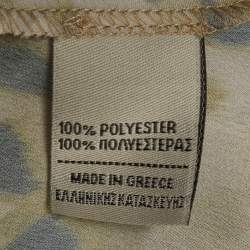 100% POLYESTER
100% ΠΟΛΥΕΣΤΕΡΑΣ
MADE IN GREECE
ΕΛΛΗΝΙΚΗΣ ΚΑΤΑΣΚΕΥΗΣ